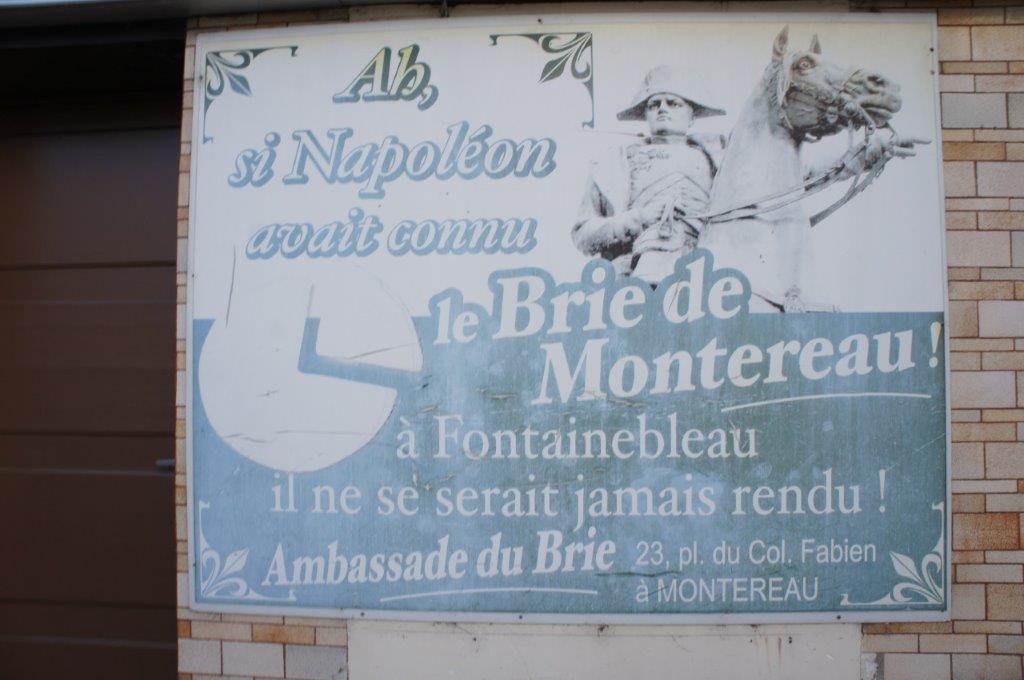 Ah,
si Napoléon
avait connu
le Brie de
Montereau !
à Fontainebleau
il ne se serait jamais rendu !
Ambassade du Brie 23, pl. du Col. Fabien
à MONTEREAU